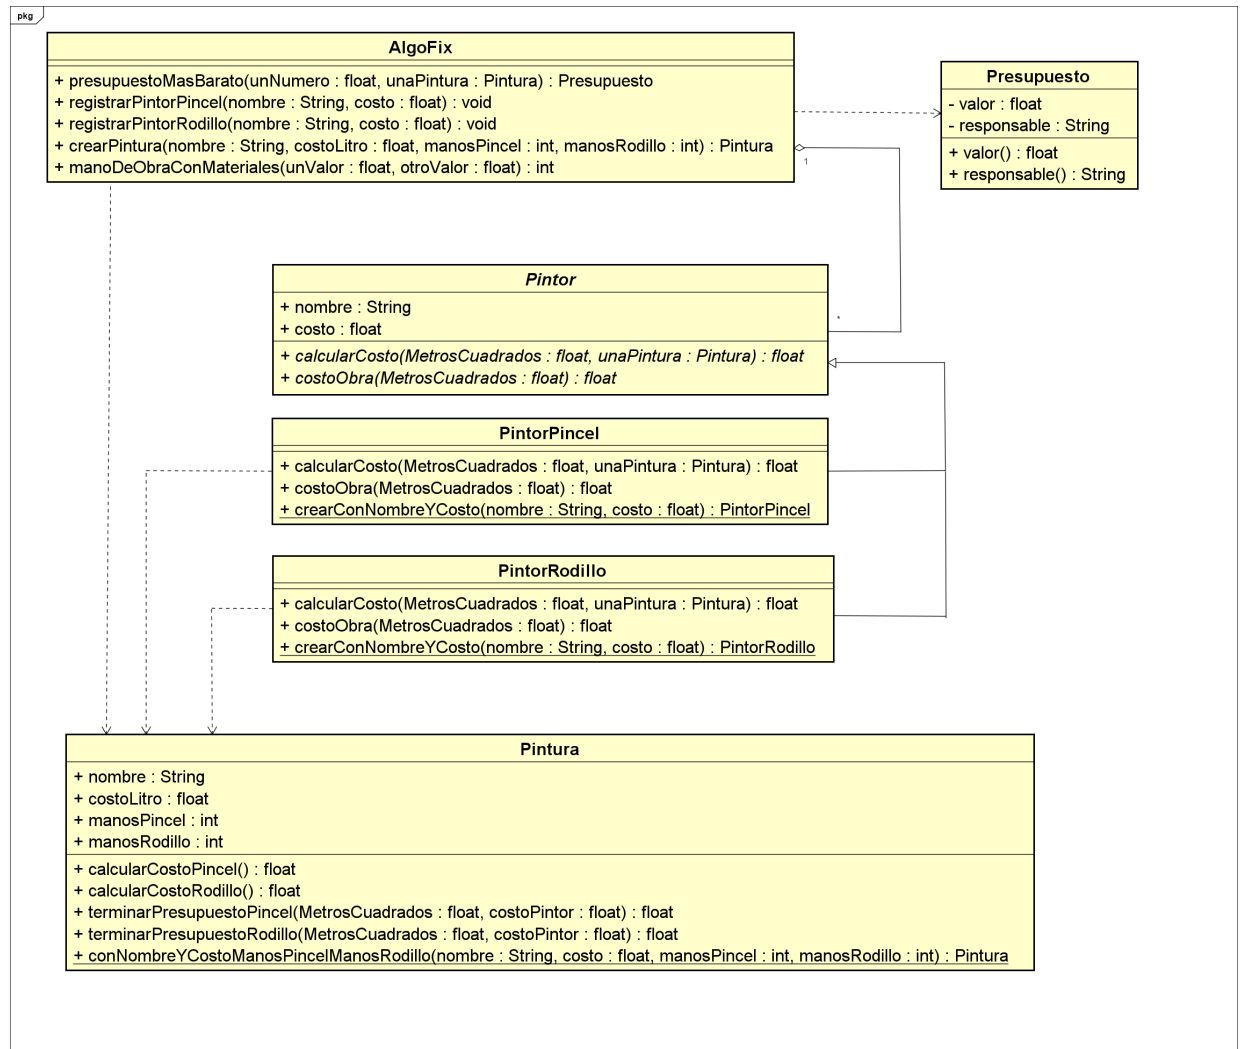 pkg
AlgoFix
+ presupuestoMasBarato(unNumero : float, unaPintura : Pintura) : Presupuesto
+ registrarPintorPincel(nombre : String, costo : float) : void
+ registrarPintorRodillo(nombre : String, costo : float) : void
+ crearPintura(nombre : String, costoLitro : float, manosPincel : int, manosRodillo : int) : Pintura
+ manoDeObraConMateriales(unValor : float, otroValor : float) : int
Presupuesto
- valor : float
- responsable : String
+ valor() : float
+ responsable() : String
1
Pintor
+ nombre : String
+ costo : float
+ calcularCosto(MetrosCuadrados : float, unaPintura : Pintura) : float
+ costoObra(MetrosCuadrados : float) : float
*
PintorPincel
+ calcularCosto(MetrosCuadrados : float, unaPintura : Pintura) : float
+ costoObra(MetrosCuadrados : float) : float
+ crearConNombreYCosto(nombre : String, costo : float) : PintorPincel
PintorRodillo
+ calcularCosto(MetrosCuadrados : float, unaPintura : Pintura) : float
+ costoObra(MetrosCuadrados : float) : float
+ crearConNombreYCosto(nombre : String, costo : float) : PintorRodillo
Pintura
+ nombre : String
+ costoLitro : float
+ manosPincel : int
+ manosRodillo : int
+ calcularCostoPincel() : float
+ calcularCostoRodillo() : float
+ terminarPresupuestoPincel(MetrosCuadrados : float, costoPintor : float) : float
+ terminarPresupuestoRodillo(MetrosCuadrados : float, costoPintor : float) : float
+ conNombreYCostoManosPincelManosRodillo(nombre : String, costo : float, manosPincel : int, manosRodillo : int) : Pintura